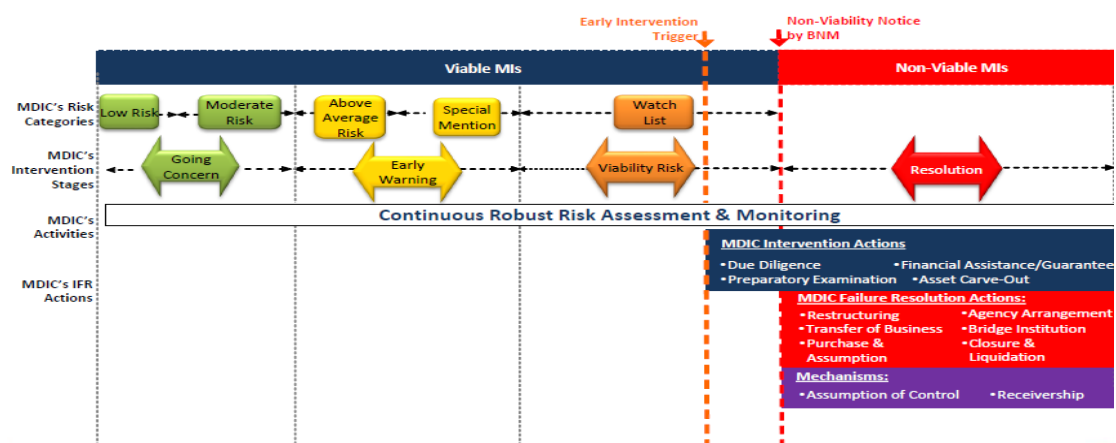 Early Intervention
Trigger
Non-Viability Notice
by BNM
Viable MIs
Non-Viable MIs
MDIC's Risk
Categories
Low Risk
Moderate
Risk
Above
Average
Risk
Special
Mention
Watch
List
MDIC's
Intervention
Stages
Going
Concern
Early
Warning
Viability Risk
Resolution
MDIC's
Activities
Continuous Robust Risk Assessment & Monitoring
MDIC's IFR
Actions
MDIC Intervention Actions
•Due Diligence
•Financial Assistance/Guarantee
•Preparatory Examination
•Asset Carve-Out
MDIC Failure Resolution Actions:
•Restructuring
•Agency Arrangement
•Transfer of Business
•Bridge Institution
•Purchase &
Assumption
•Closure &
Liquidation
Mechanisms:
•Assumption of Control
•Receivership